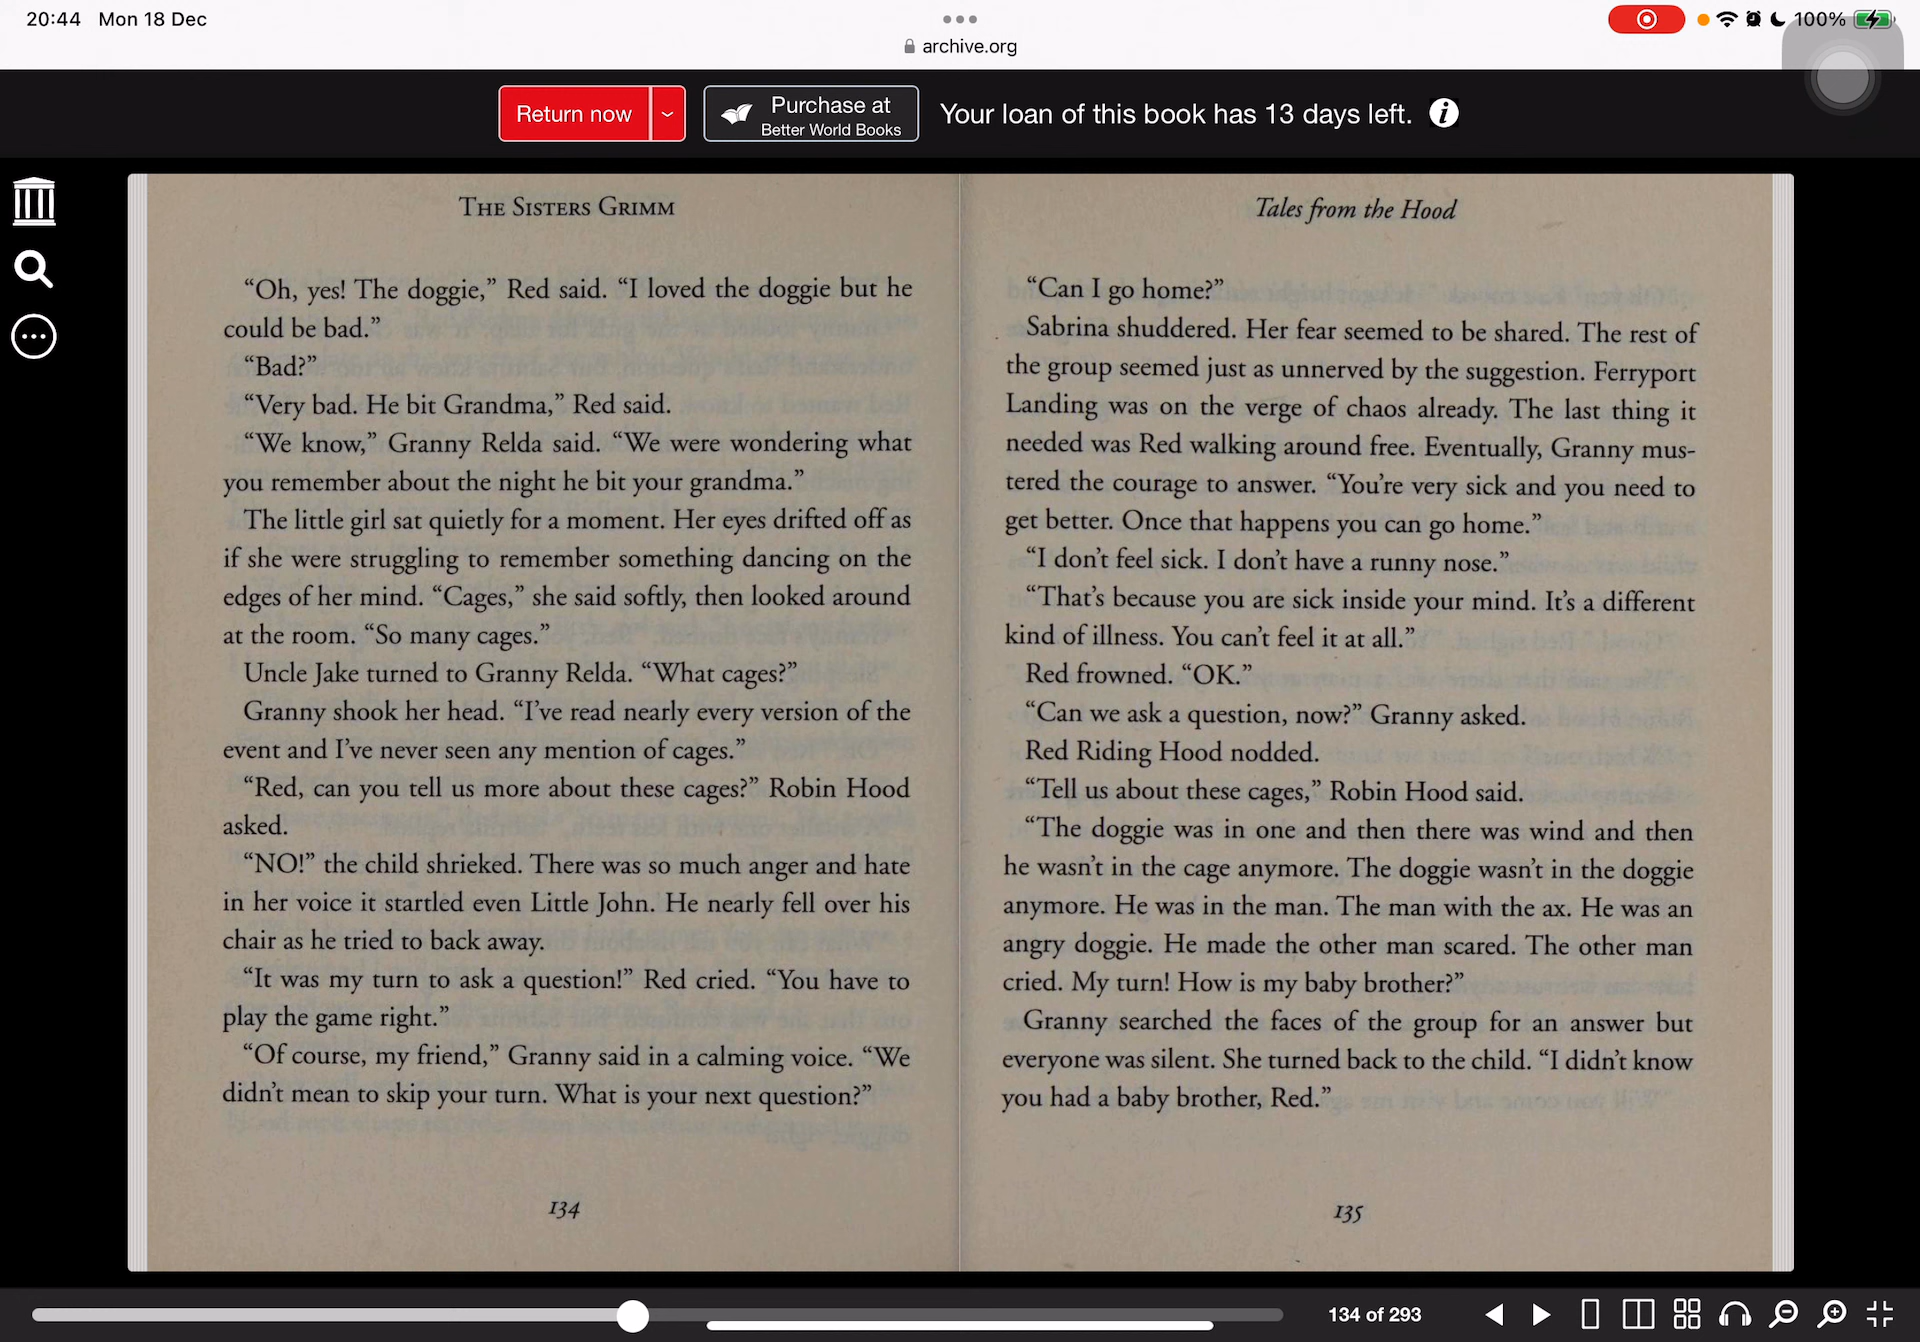 20:44 Mon 18 Dec
100%
archive.org
Return now
Purchase at
Better World Books
Your loan of this book has 13 days left.
THE SISTERS GRIMM
“Oh, yes! The doggie,” Red said. “I loved the doggie but he
could be bad.”
“Bad?”
“Very bad. He bit Grandma,” Red said.
“We know,” Granny Relda said. “We were wondering what
you remember about the night he bit your grandma.”
The little girl sat quietly for a moment. Her eyes drifted off as
if she were struggling to remember something dancing on the
edges of her mind. “Cages,” she said softly, then looked around
at the room. “So many cages.”
Uncle Jake turned to Granny Relda. “What cages?”
Granny shook her head. “I’ve read nearly every version of the
event and I’ve never seen any mention of cages.”
“Red, can you tell us more about these cages?” Robin Hood
asked.
“NO!” the child shrieked. There was so much anger and hate
in her voice it startled even Little John. He nearly fell over his
chair as he tried to back away.
“It was my turn to ask a question!” Red cried. “You have to
play the game right.”
“Of course, my friend,” Granny said in a calming voice. “We
didn’t mean to skip your turn. What is your next question?”
134
Tales from the Hood
“Can I go home?”
Sabrina shuddered. Her fear seemed to be shared. The rest of
the group seemed just as unnerved by the suggestion. Ferryport
Landing was on the verge of chaos already. The last thing it
needed was Red walking around free. Eventually, Granny mus-
tered the courage to answer. “You’re very sick and you need to
get better. Once that happens you can go home.”
“I don’t feel sick. I don’t have a runny nose.”
“That’s because you are sick inside your mind. It’s a different
kind of illness. You can’t feel it at all.”
Red frowned. “OK.”
“Can we ask a question, now?” Granny asked.
Red Riding Hood nodded.
“Tell us about these cages,” Robin Hood said.
“The doggie was in one and then there was wind and then
he wasn’t in the cage anymore. The doggie wasn’t in the doggie
anymore. He was in the man. The man with the ax. He was an
angry doggie. He made the other man scared. The other man
cried. My turn! How is my baby brother?”
Granny searched the faces of the group for an answer but
everyone was silent. She turned back to the child. “I didn’t know
you had a baby brother, Red.”
135
134 of 293